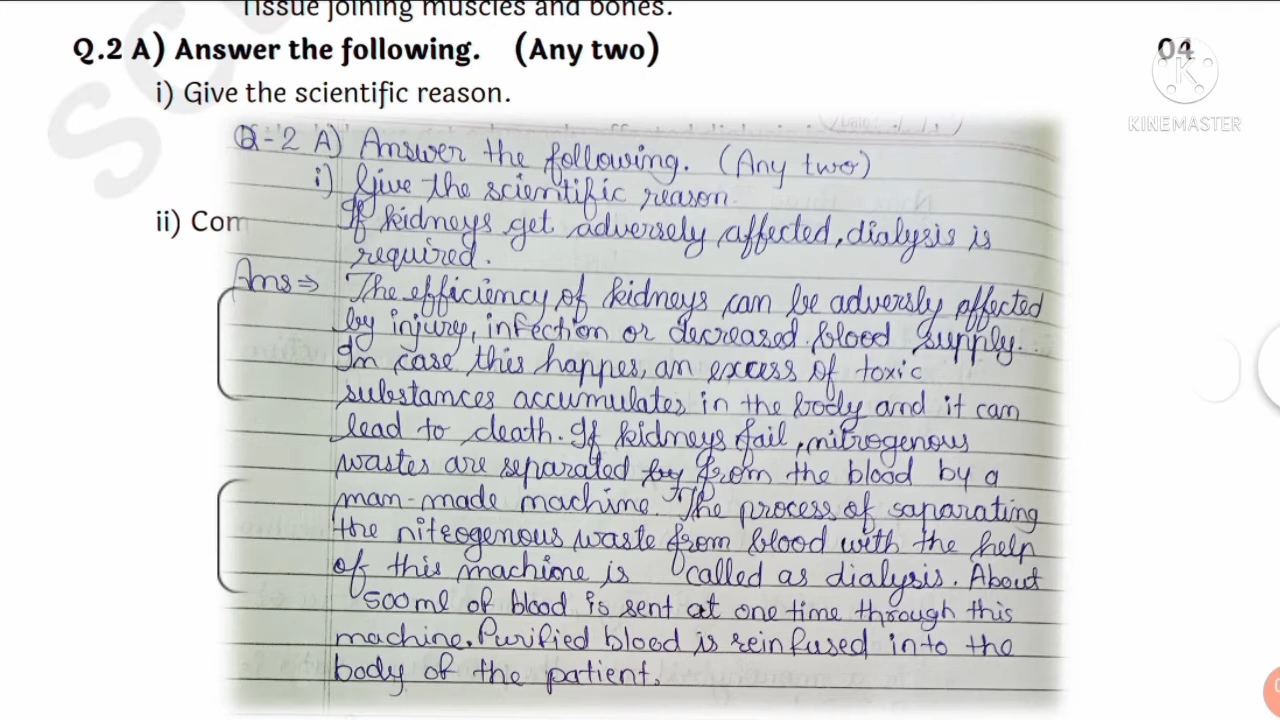 Tissue joining muscles and bones.
Q.2 A) Answer the following. (Any two) 04
i) Give the scientific reason.
KINEMASTER
Q-2 A) Answer the following. (Any two)
i) Give the scientific reason.
If kidneys get adversely affected, dialysis is
required.
ii) Com
Ans ⇒ The efficiency of kidneys can be adversly affected
by injury, infection or decreased blood supply.
In case this happes, an excess of toxic
substances accumulates in the body and it can
lead to death. If kidneys fail, nitrogenous
wastes are separated by from the blood by a
man-made machine. The process of saparating
the nitrogenous waste from blood with the help
of this machine is called as dialysis. About
500ml of blood is sent at one time through this
machine. Purified blood is reinfused into the
body of the patient.